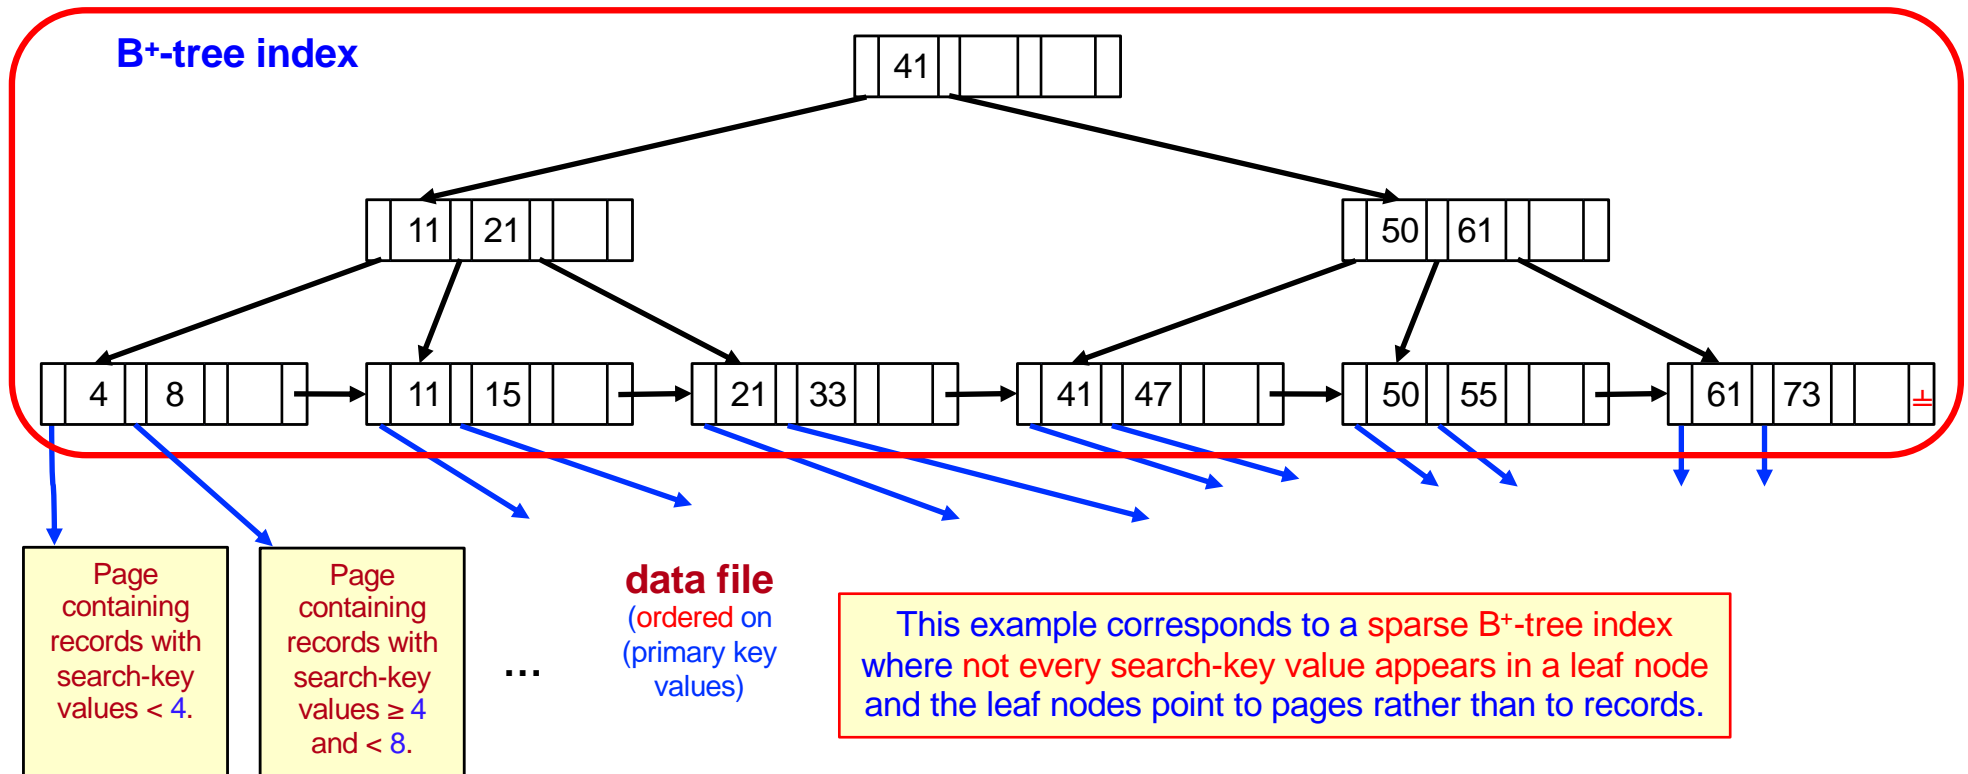 B⁺-tree index
41
11 21
50 61
4 8
11 15
21 33
41 47
50 55
61 73
Page
containing
records with
search-key
values < 4.
Page
containing
records with
search-key
values ≥ 4
and < 8.
...
data file
(ordered on
(primary key
values)
This example corresponds to a sparse B⁺-tree index
where not every search-key value appears in a leaf node
and the leaf nodes point to pages rather than to records.